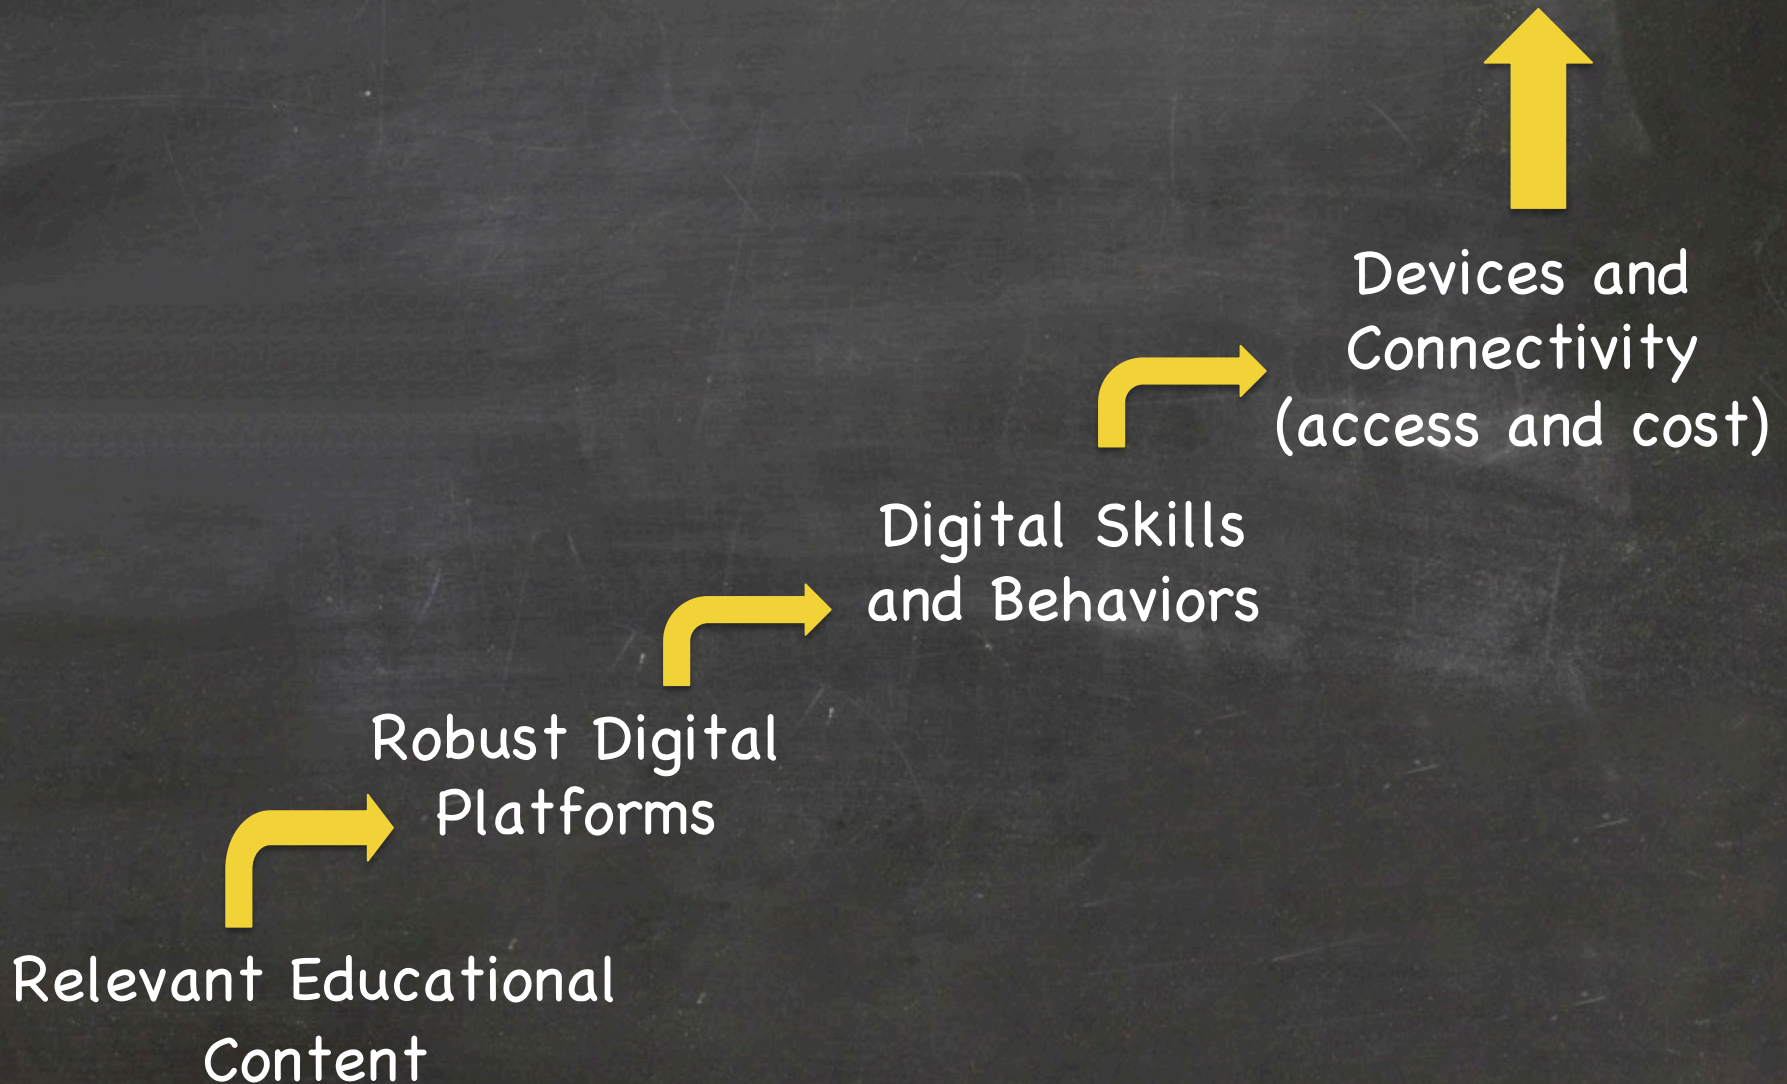 Devices and
Connectivity
(access and cost)
Digital Skills
and Behaviors
Robust Digital
Platforms
Relevant Educational
Content